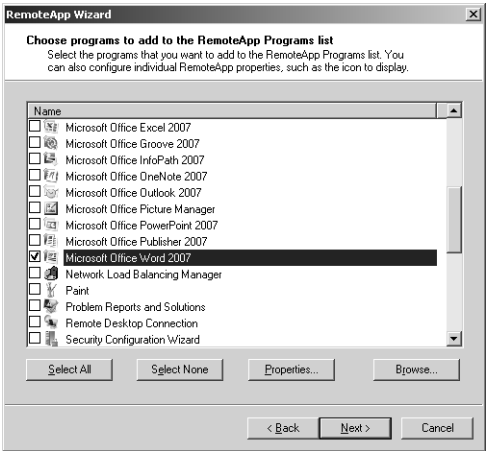 RemoteApp Wizard
Choose programs to add to the RemoteApp Programs list
Select the programs that you want to add to the RemoteApp Programs list. You
can also configure individual RemoteApp properties, such as the icon to display.
Name
Microsoft Office Excel 2007
Microsoft Office Groove 2007
Microsoft Office InfoPath 2007
Microsoft Office OneNote 2007
Microsoft Office Outlook 2007
Microsoft Office Picture Manager
Microsoft Office PowerPoint 2007
Microsoft Office Publisher 2007
Microsoft Office Word 2007
Network Load Balancing Manager
Paint
Problem Reports and Solutions
Remote Desktop Connection
Security Configuration Wizard
Select All Select None Properties... Browse...
< Back Next > Cancel